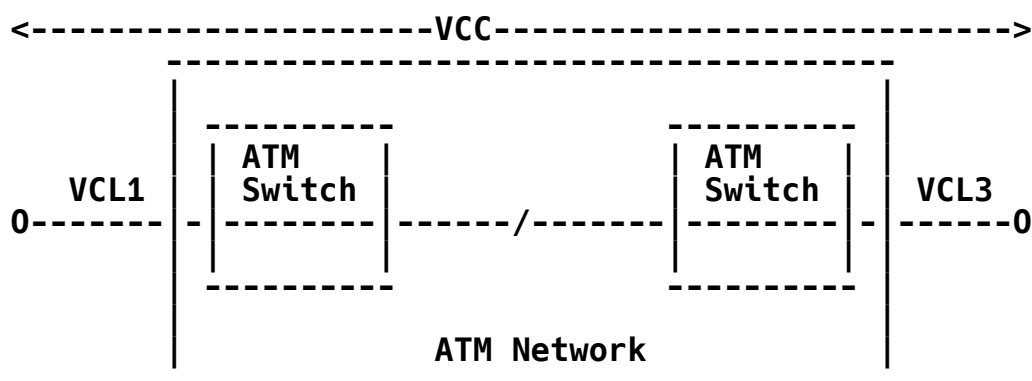 VCC
ATM ATM
VCL1 Switch Switch VCL3
O O
ATM Network